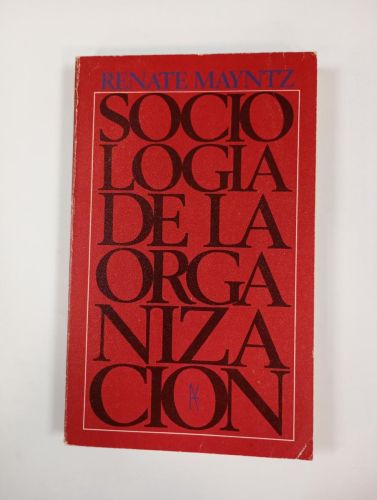 RENATE MAYNTZ
SOCIO
LOGIA
DE LA
ORGA
NIZA
CION